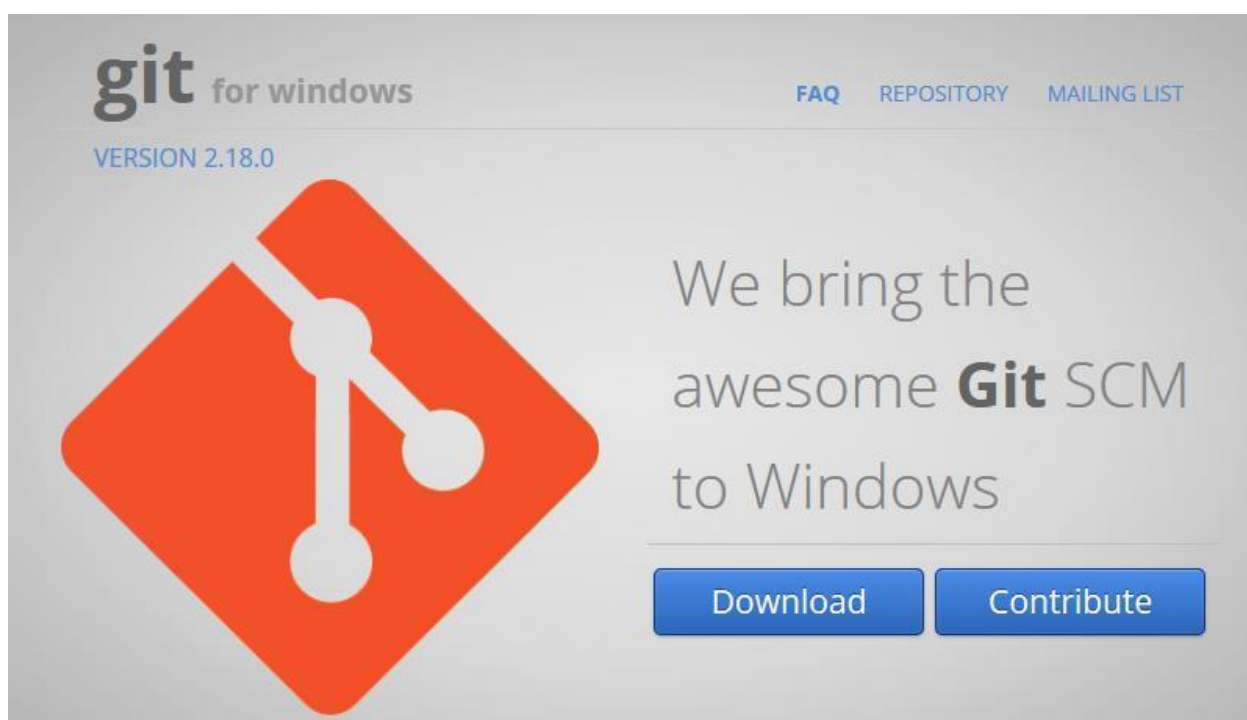 git for windows
FAQ REPOSITORY MAILING LIST
VERSION 2.18.0
We bring the
awesome Git SCM
to Windows
Download Contribute